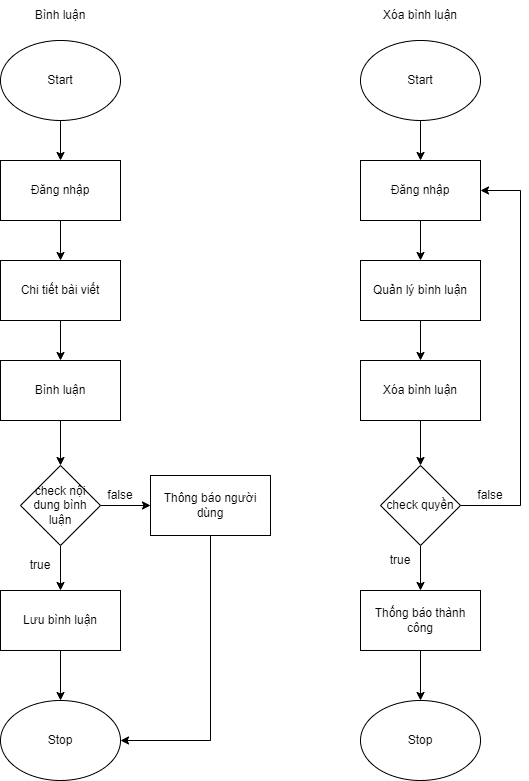 Bình luận
Start
Đăng nhập
Chi tiết bài viết
Bình luận
check nội
dung bình
luận
false
Thông báo người
dùng
true
Lưu bình luận
Stop
Xóa bình luận
Start
Đăng nhập
Quản lý bình luận
Xóa bình luận
check quyền
false
true
Thống báo thành
công
Stop